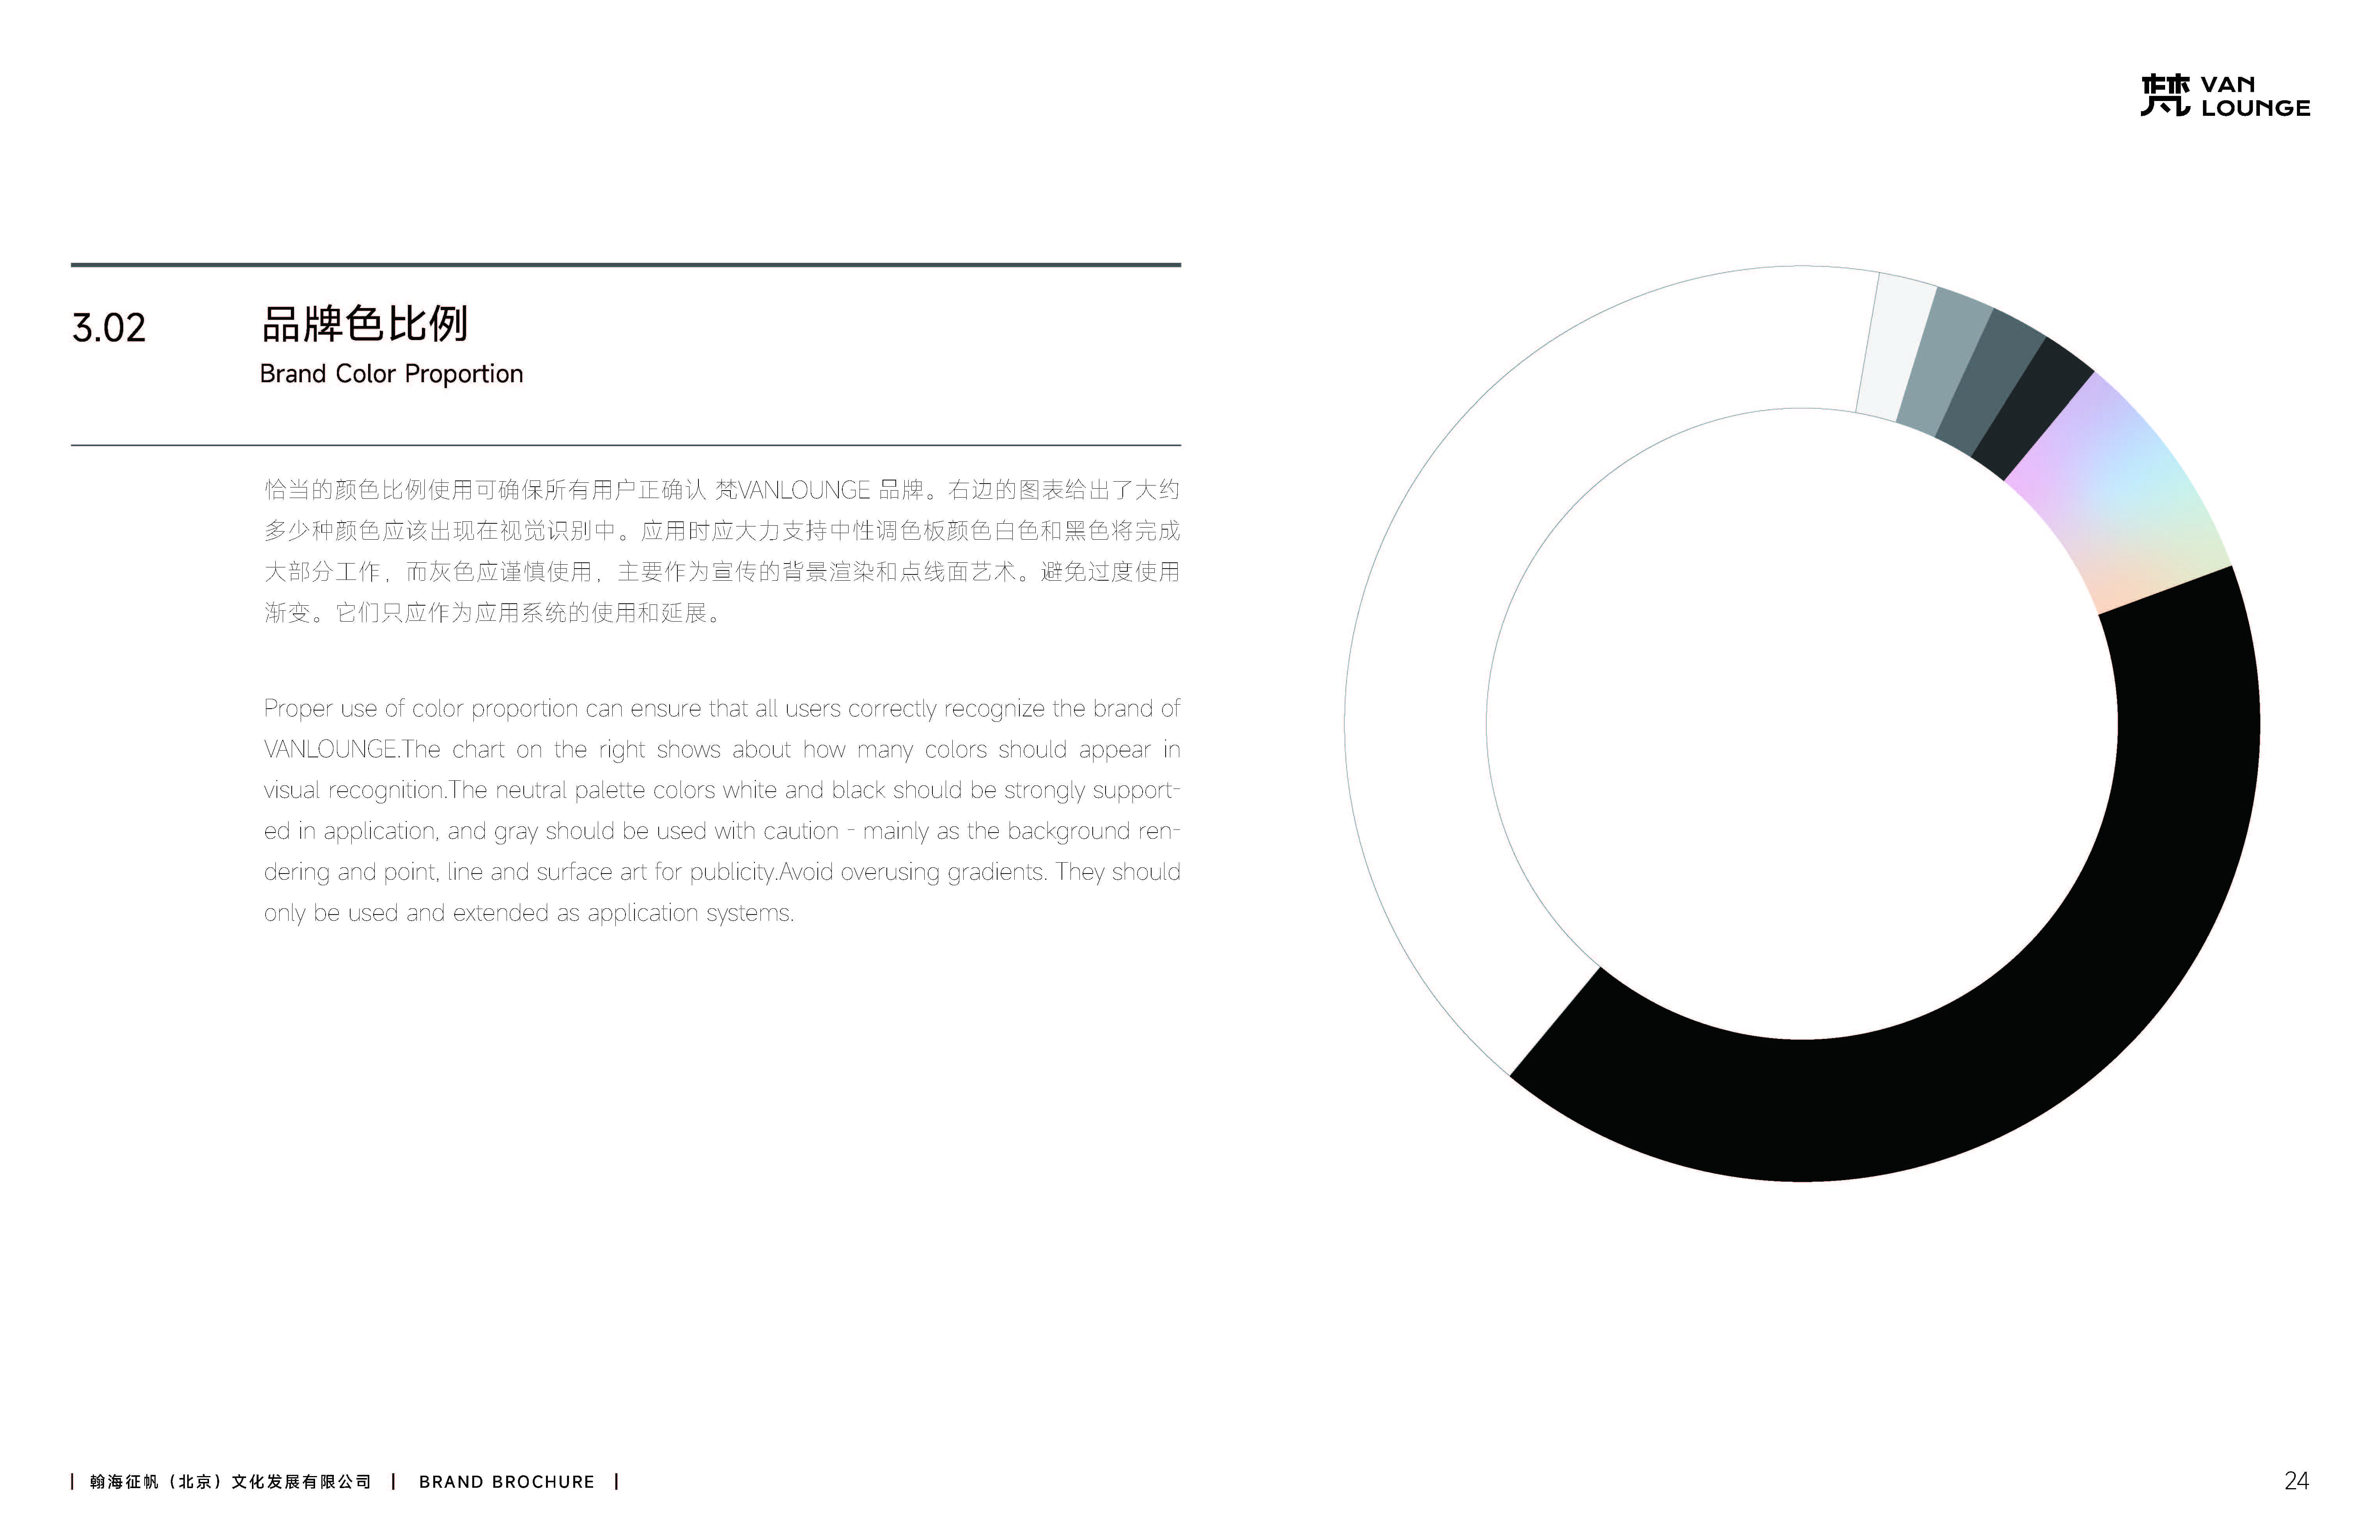 梵 VAN
LOUNGE
3.02
品牌色比例
Brand Color Proportion
恰当的颜色比例使用可确保所有用户正确认 梵VANLOUNGE 品牌。右边的图表给出了大约
多少种颜色应该出现在视觉识别中。应用时应大力支持中性调色板颜色白色和黑色将完成
大部分工作，而灰色应谨慎使用，主要作为宣传的背景渲染和点线面艺术。避免过度使用
渐变。它们只应作为应用系统的使用和延展。
Proper use of color proportion can ensure that all users correctly recognize the brand of
VANLOUNGE.The chart on the right shows about how many colors should appear in
visual recognition.The neutral palette colors white and black should be strongly support-
ed in application, and gray should be used with caution - mainly as the background ren-
dering and point, line and surface art for publicity.Avoid overusing gradients. They should
only be used and extended as application systems.
| 翰海征帆（北京）文化发展有限公司 | BRAND BROCHURE |
24